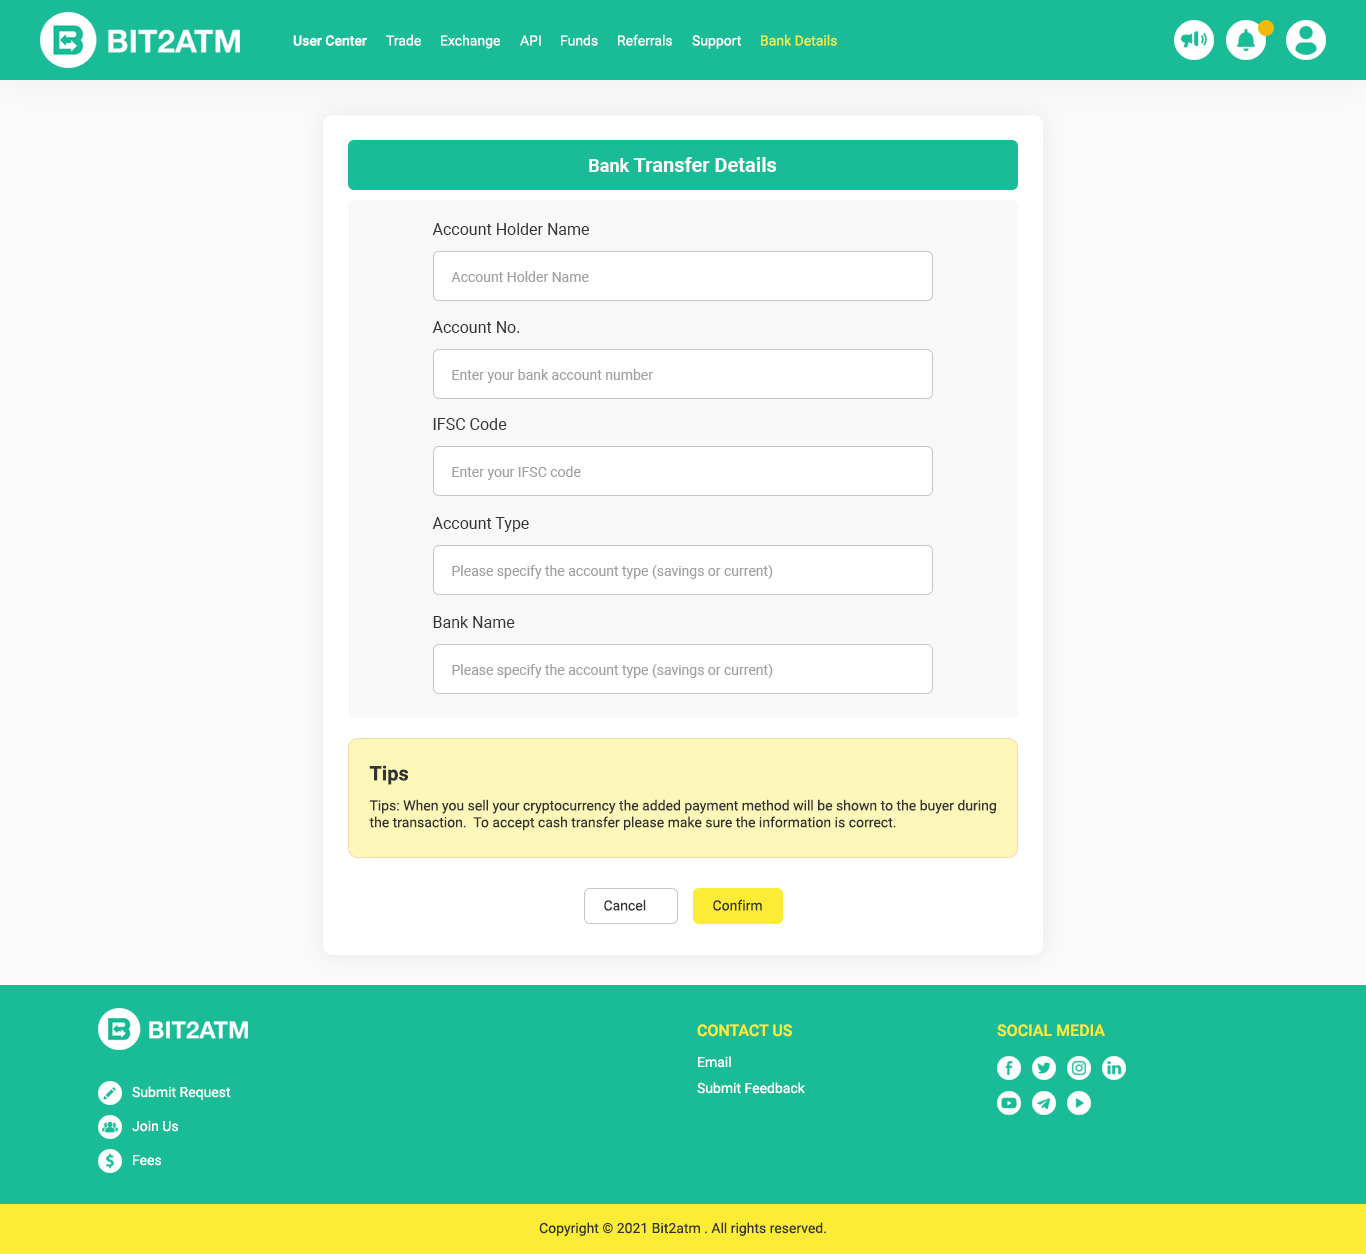 BIT2ATM
User Center Trade Exchange API Funds Referrals Support Bank Details
Bank Transfer Details
Account Holder Name
Account Holder Name
Account No.
Enter your bank account number
IFSC Code
Enter your IFSC code
Account Type
Please specify the account type (savings or current)
Bank Name
Please specify the account type (savings or current)
Tips
Tips: When you sell your cryptocurrency the added payment method will be shown to the buyer during
the transaction.  To accept cash transfer please make sure the information is correct.
Cancel Confirm
BIT2ATM
Submit Request
Join Us
Fees
CONTACT US
Email
Submit Feedback
SOCIAL MEDIA
Copyright © 2021 Bit2atm . All rights reserved.